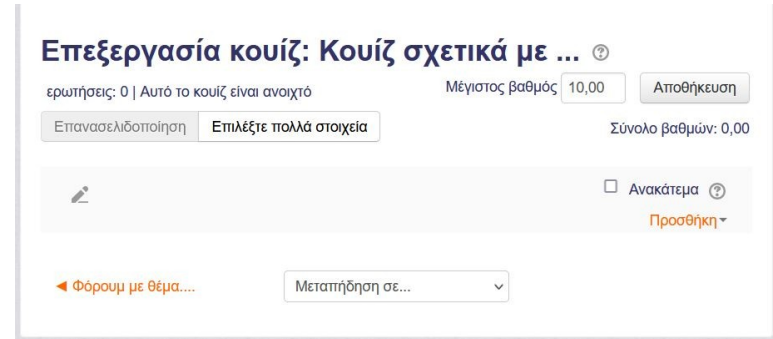 Επεξεργασία κουίζ: Κουίζ σχετικά με ...
ερωτήσεις: 0 | Αυτό το κουίζ είναι ανοιχτό
Μέγιστος βαθμός 10,00 Αποθήκευση
Επανασελιδοποίηση Επιλέξτε πολλά στοιχεία
Σύνολο βαθμών: 0,00
Ανακάτεμα
Προσθήκη
◄ Φόρουμ με θέμα....
Μεταπήδηση σε...